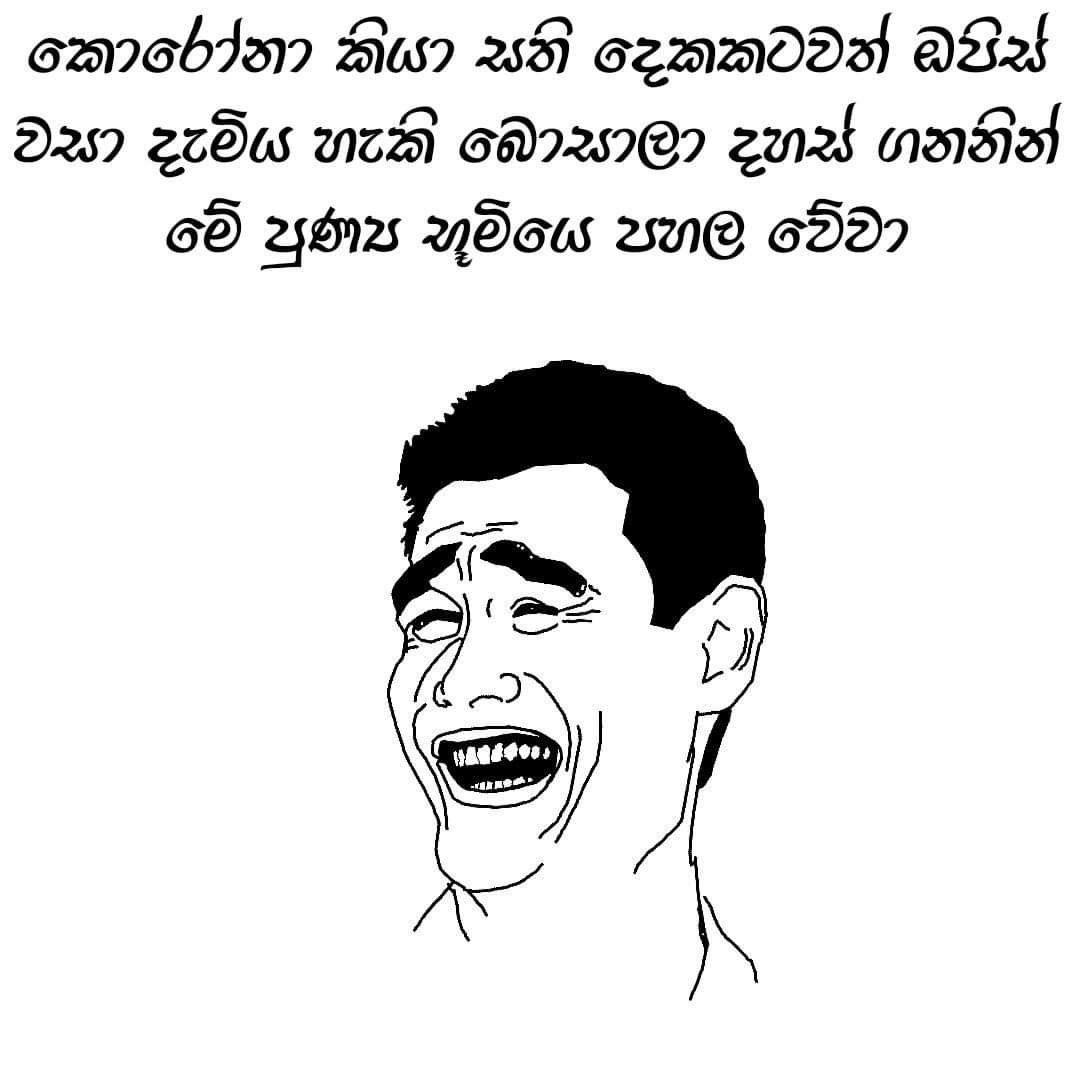 කොරෝනා කියා සති දෙකකටවත් ඔපිස්
වසා දැමිය හැකි බොසාලා දහස් ගනනින්
මේ පුණ්‍ය භූමියෙ පහල වේවා